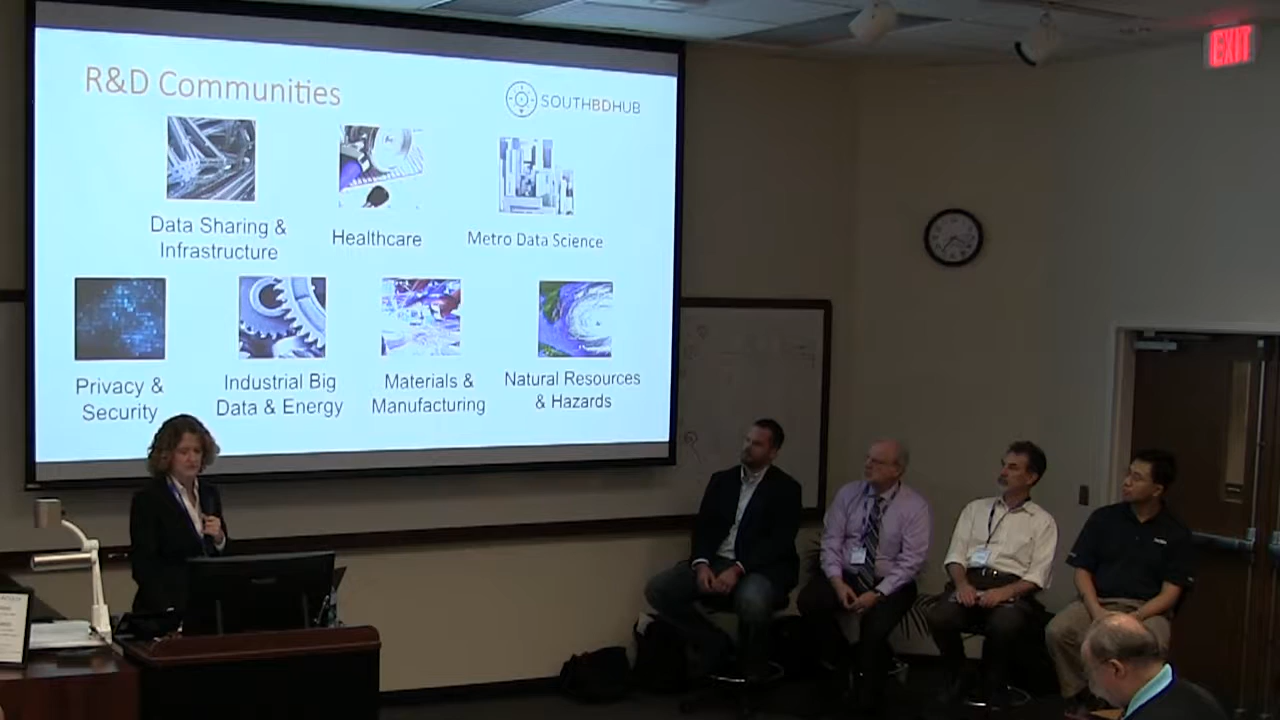 R&D Communities
SOUTHBDHUB
Data Sharing &
Infrastructure
Healthcare
Metro Data Science
Privacy &
Security
Industrial Big
Data & Energy
Materials &
Manufacturing
Natural Resources
& Hazards
EXIT